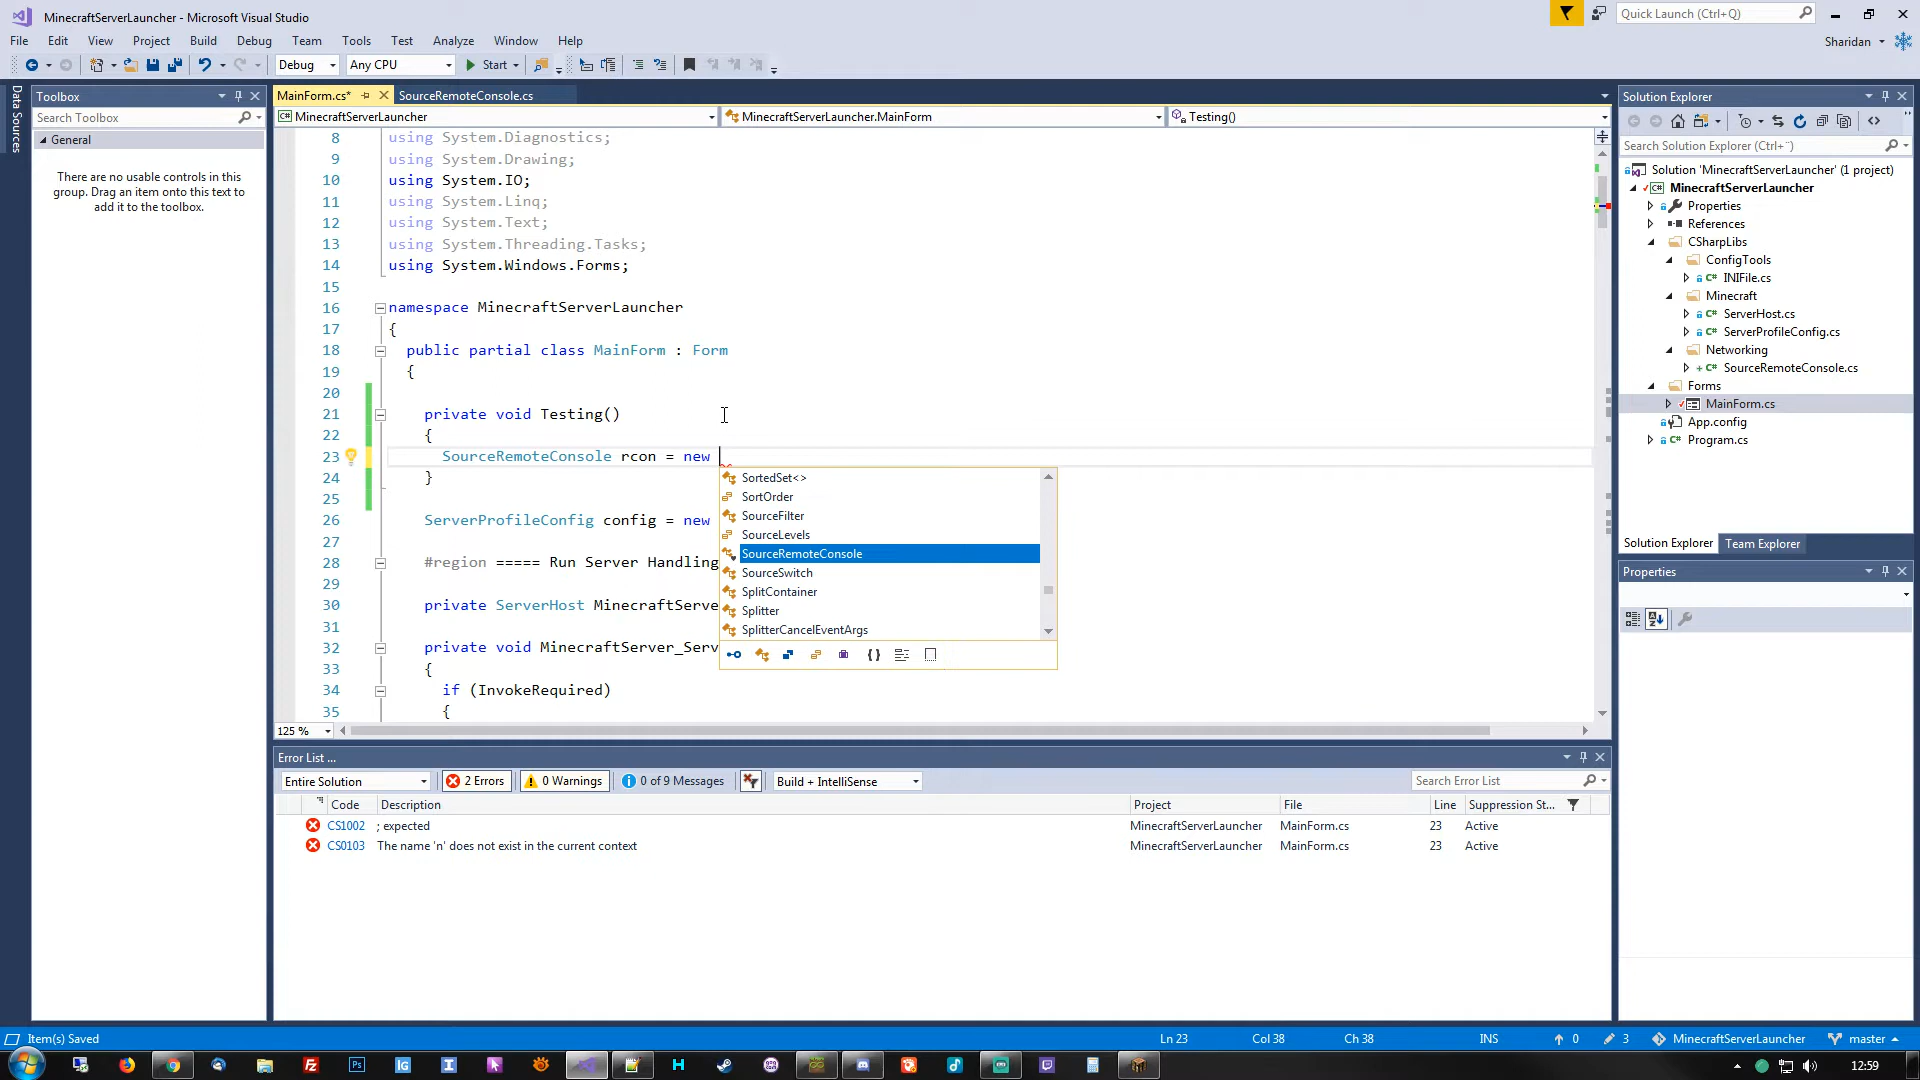 MinecraftServerLauncher - Microsoft Visual Studio
Quick Launch (Ctrl+Q)
File Edit View Project Build Debug Team Tools Test Analyze Window Help
Sharidan
Debug Any CPU Start
Data Sources
Toolbox
Search Toolbox
General
There are no usable controls in this
group. Drag an item onto this text to
add it to the toolbox.
MainForm.cs* SourceRemoteConsole.cs
MinecraftServerLauncher MinecraftServerLauncher.MainForm Testing()
8 using System.Diagnostics;
9 using System.Drawing;
10 using System.IO;
11 using System.Linq;
12 using System.Text;
13 using System.Threading.Tasks;
14 using System.Windows.Forms;
15
16 namespace MinecraftServerLauncher
17 {
18 public partial class MainForm : Form
19 {
20
21 private void Testing()
22 {
23 SourceRemoteConsole rcon = new
24 }
25
26 ServerProfileConfig config = new
27
28 #region ===== Run Server Handling
29
30 private ServerHost MinecraftServe
31
32 private void MinecraftServer_Serv
33 {
34 if (InvokeRequired)
35 {
SortedSet<>
SortOrder
SourceFilter
SourceLevels
SourceRemoteConsole
SourceSwitch
SplitContainer
Splitter
SplitterCancelEventArgs
125 %
Error List ...
Entire Solution 2 Errors 0 Warnings 0 of 9 Messages Build + IntelliSense Search Error List
Code Description Project File Line Suppression St...
CS1002 ; expected MinecraftServerLauncher MainForm.cs 23 Active
CS0103 The name 'n' does not exist in the current context MinecraftServerLauncher MainForm.cs 23 Active
Solution Explorer
Search Solution Explorer (Ctrl+¨)
Solution 'MinecraftServerLauncher' (1 project)
MinecraftServerLauncher
Properties
References
CSharpLibs
ConfigTools
INIFile.cs
Minecraft
ServerHost.cs
ServerProfileConfig.cs
Networking
SourceRemoteConsole.cs
Forms
MainForm.cs
App.config
Program.cs
Solution Explorer Team Explorer
Properties
Item(s) Saved Ln 23 Col 38 Ch 38 INS 0 3 MinecraftServerLauncher master
12:59